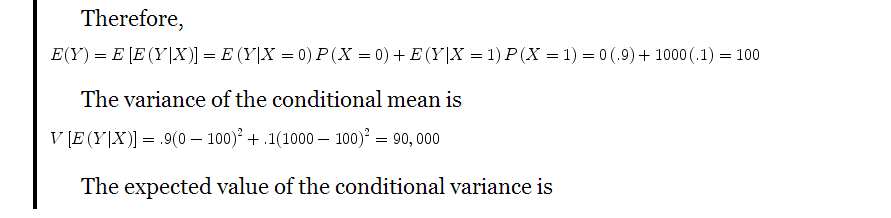 Therefore,
E(Y) = E [E (Y|X)] = E (Y|X = 0) P (X = 0) + E (Y|X = 1) P (X = 1) = 0 (.9) + 1000 (.1) = 100
The variance of the conditional mean is
V [E (Y|X)] = .9(0 − 100)² + .1(1000 − 100)² = 90, 000
The expected value of the conditional variance is